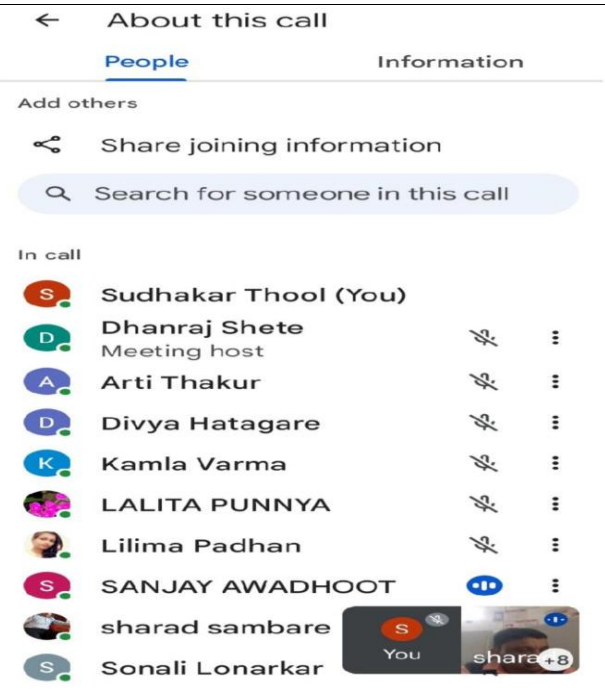 About this call
People Information
Add others
Share joining information
Search for someone in this call
In call
S Sudhakar Thool (You)
D Dhanraj Shete
Meeting host
A Arti Thakur
D Divya Hatagare
K Kamla Varma
LALITA PUNNYA
Lilima Padhan
S SANJAY AWADHOOT
sharad sambare
S Sonali Lonarkar
S
You
shara +8